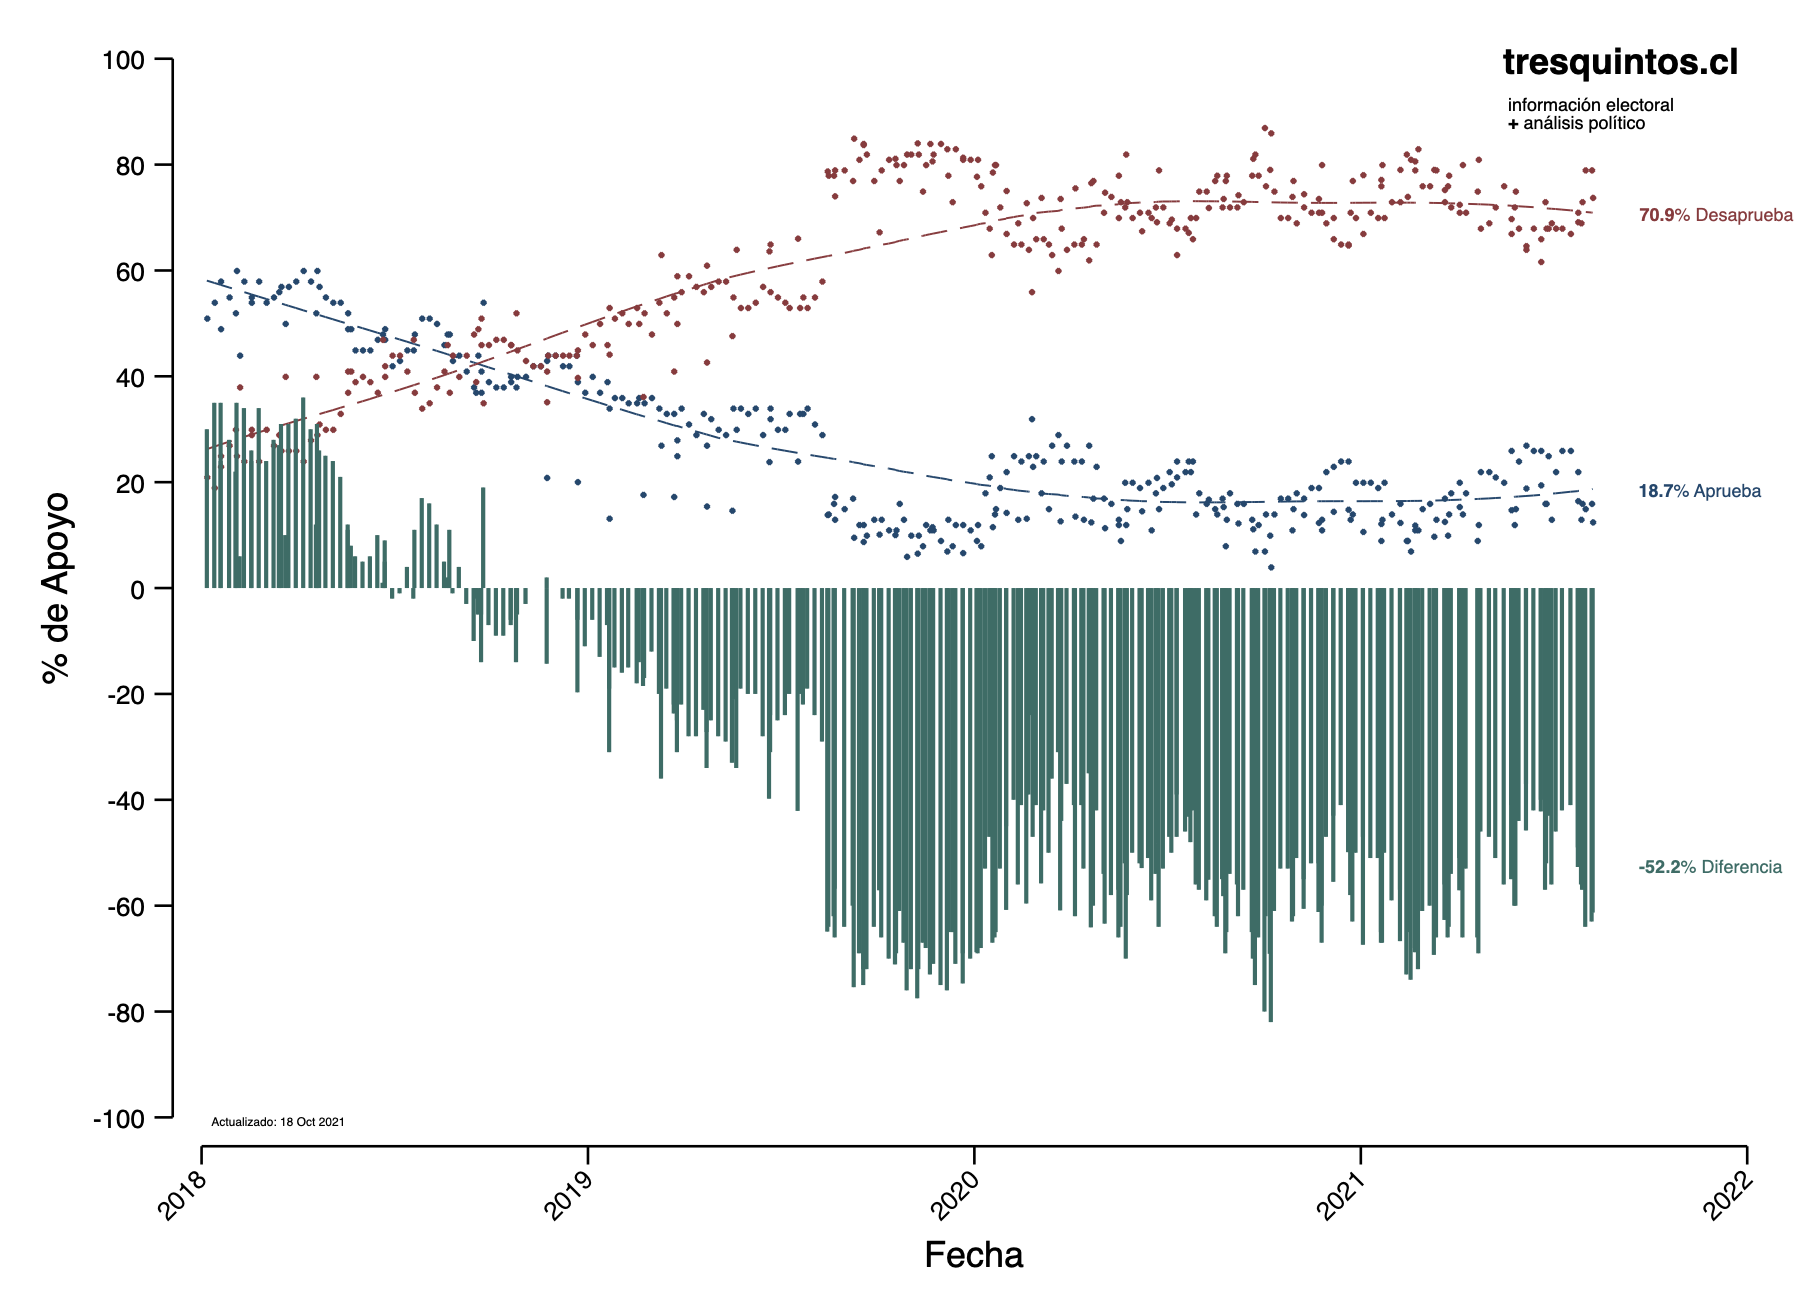 tresquintos.cl
información electoral
+ análisis político
100
80
60
40
20
0
-20
-40
-60
-80
-100
% de Apoyo
70.9% Desaprueba
18.7% Aprueba
-52.2% Diferencia
Actualizado: 18 Oct 2021
2018
2019
2020
2021
2022
Fecha